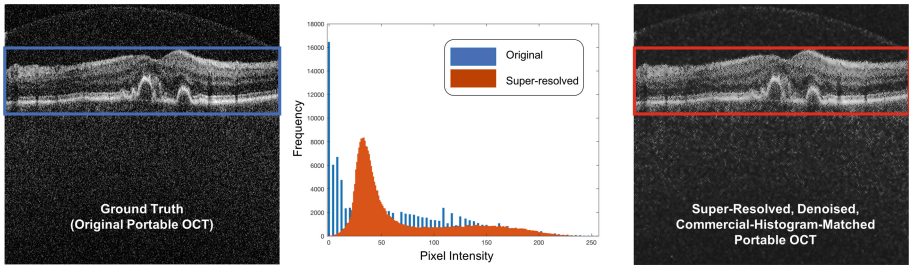 Ground Truth
(Original Portable OCT)
18000
16000
14000
12000
10000
8000
6000
4000
2000
0
Frequency
0
50
100
150
200
250
Pixel Intensity
Original
Super-resolved
Super-Resolved, Denoised,
Commercial-Histogram-Matched
Portable OCT